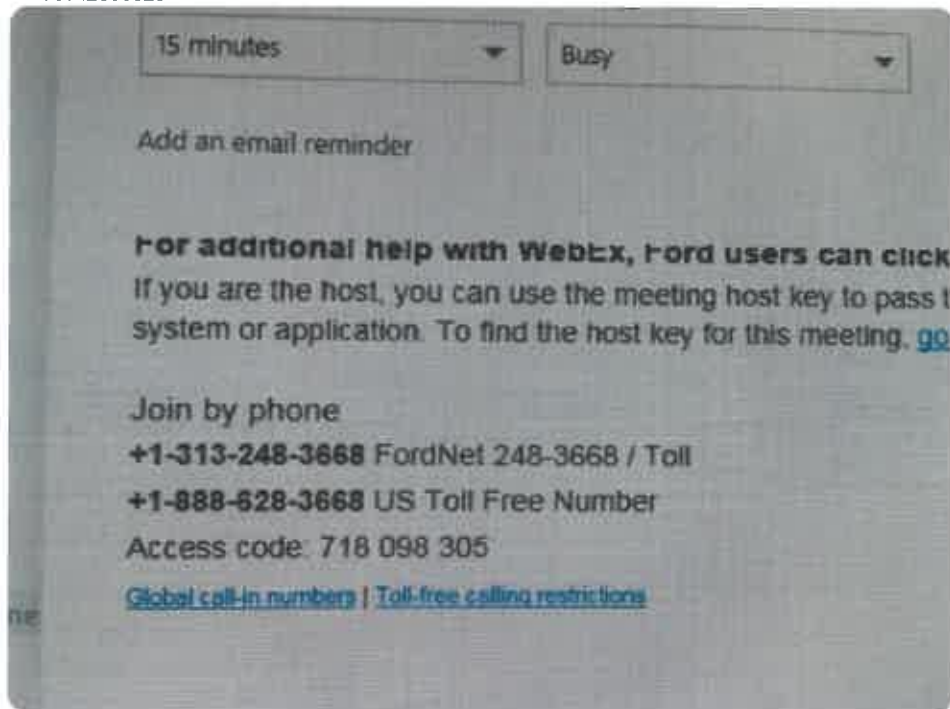 15 minutes
Busy
Add an email reminder
For additional help with WebEx, Ford users can click
If you are the host, you can use the meeting host key to pass t
system or application. To find the host key for this meeting, go
Join by phone
+1-313-248-3668 FordNet 248-3668 / Toll
+1-888-628-3668 US Toll Free Number
Access code: 718 098 305
Global call-in numbers | Toll-free calling restrictions
ne